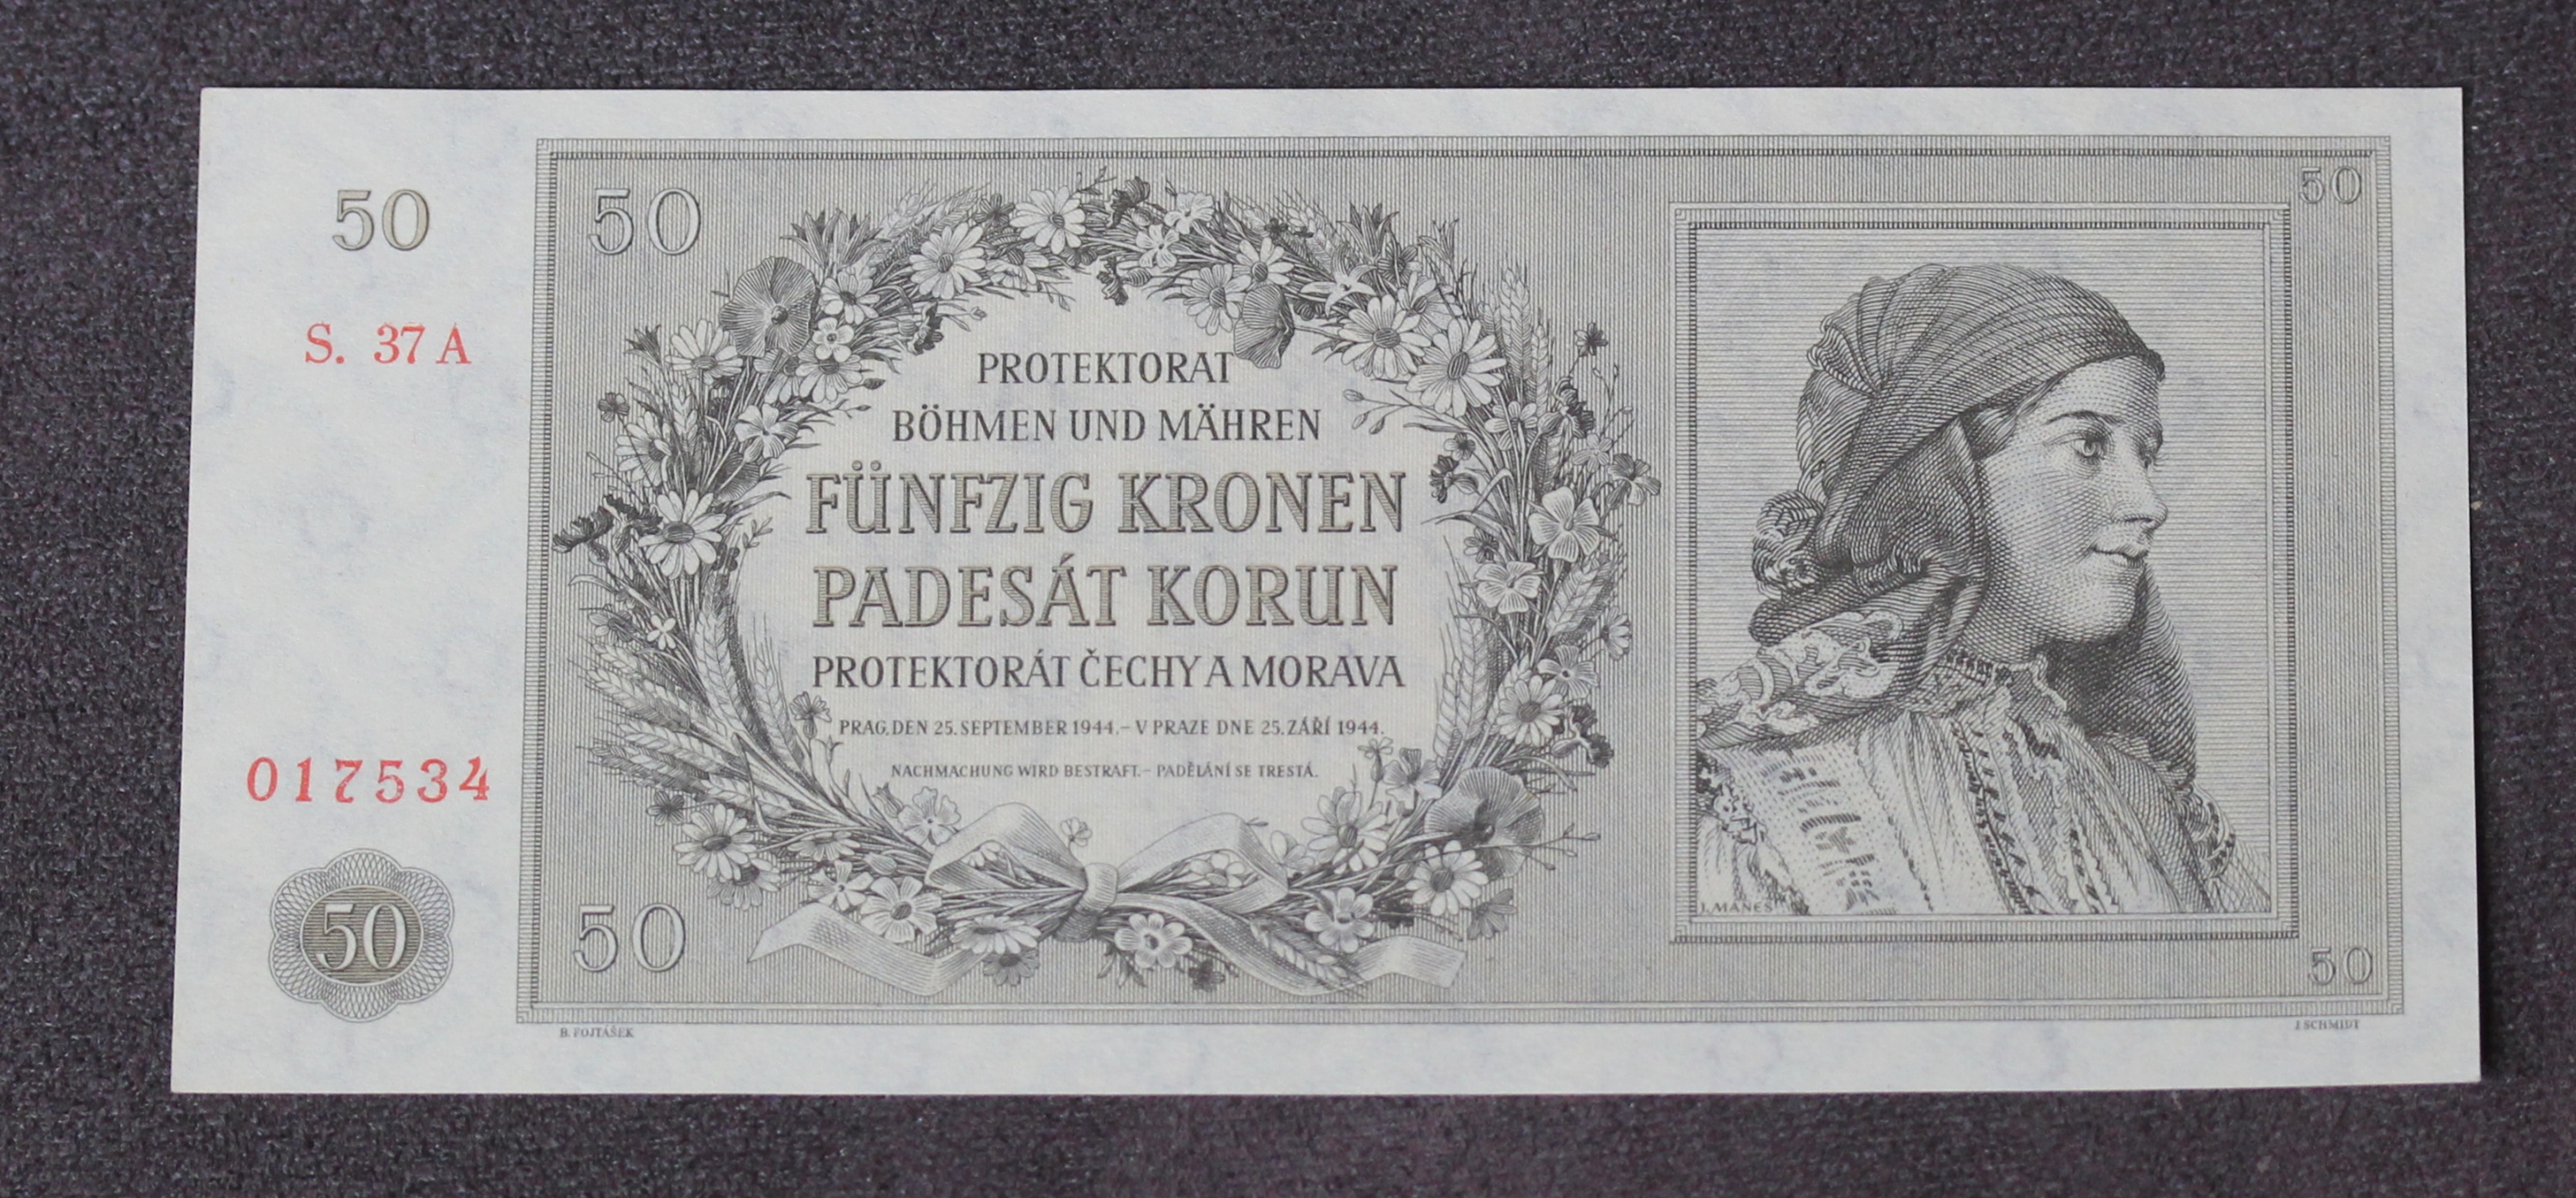 50
S. 37 A
017534
50
50
50
PROTEKTORAT
BÖHMEN UND MÄHREN
FÜNFZIG KRONEN
PADESÁT KORUN
PROTEKTORÁT ČECHY A MORAVA
PRAG, DEN 25. SEPTEMBER 1944. – V PRAZE DNE 25. ZÁŘÍ 1944.
NACHMACHUNG WIRD BESTRAFT. – PADĚLÁNÍ SE TRESTÁ.
50
J. MANES
50
B. FOJTÁŠEK
J. SCHMIDT